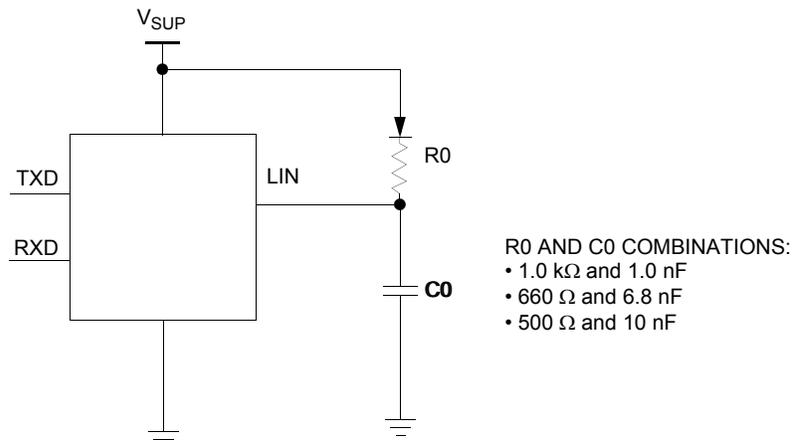 VSUP
TXD
LIN
R0
RXD
C0
R0 AND C0 COMBINATIONS:
• 1.0 kΩ and 1.0 nF
• 660 Ω and 6.8 nF
• 500 Ω and 10 nF